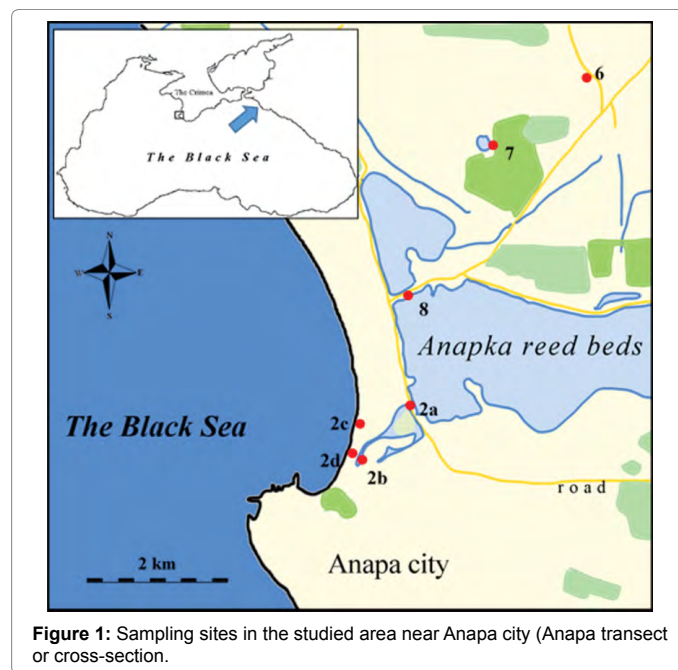 The Crimea
The Black Sea
N
W E
S
6
7
8
Anapka reed beds
2a
The Black Sea
2c
2d
2b
road
2 km
Anapa city
Figure 1: Sampling sites in the studied area near Anapa city (Anapa transect
or cross-section.